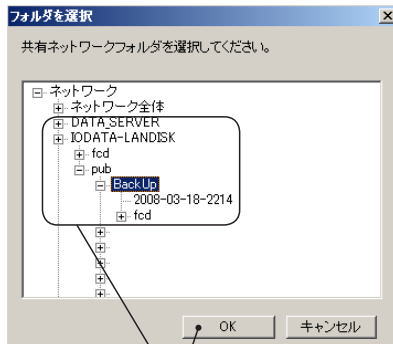 フォルダを選択
共有ネットワークフォルダを選択してください。
ネットワーク
ネットワーク全体
DATA_SERVER
IODATA-LANDISK
fcd
pub
BackUp
2008-03-18-2214
fcd
OK
キャンセル